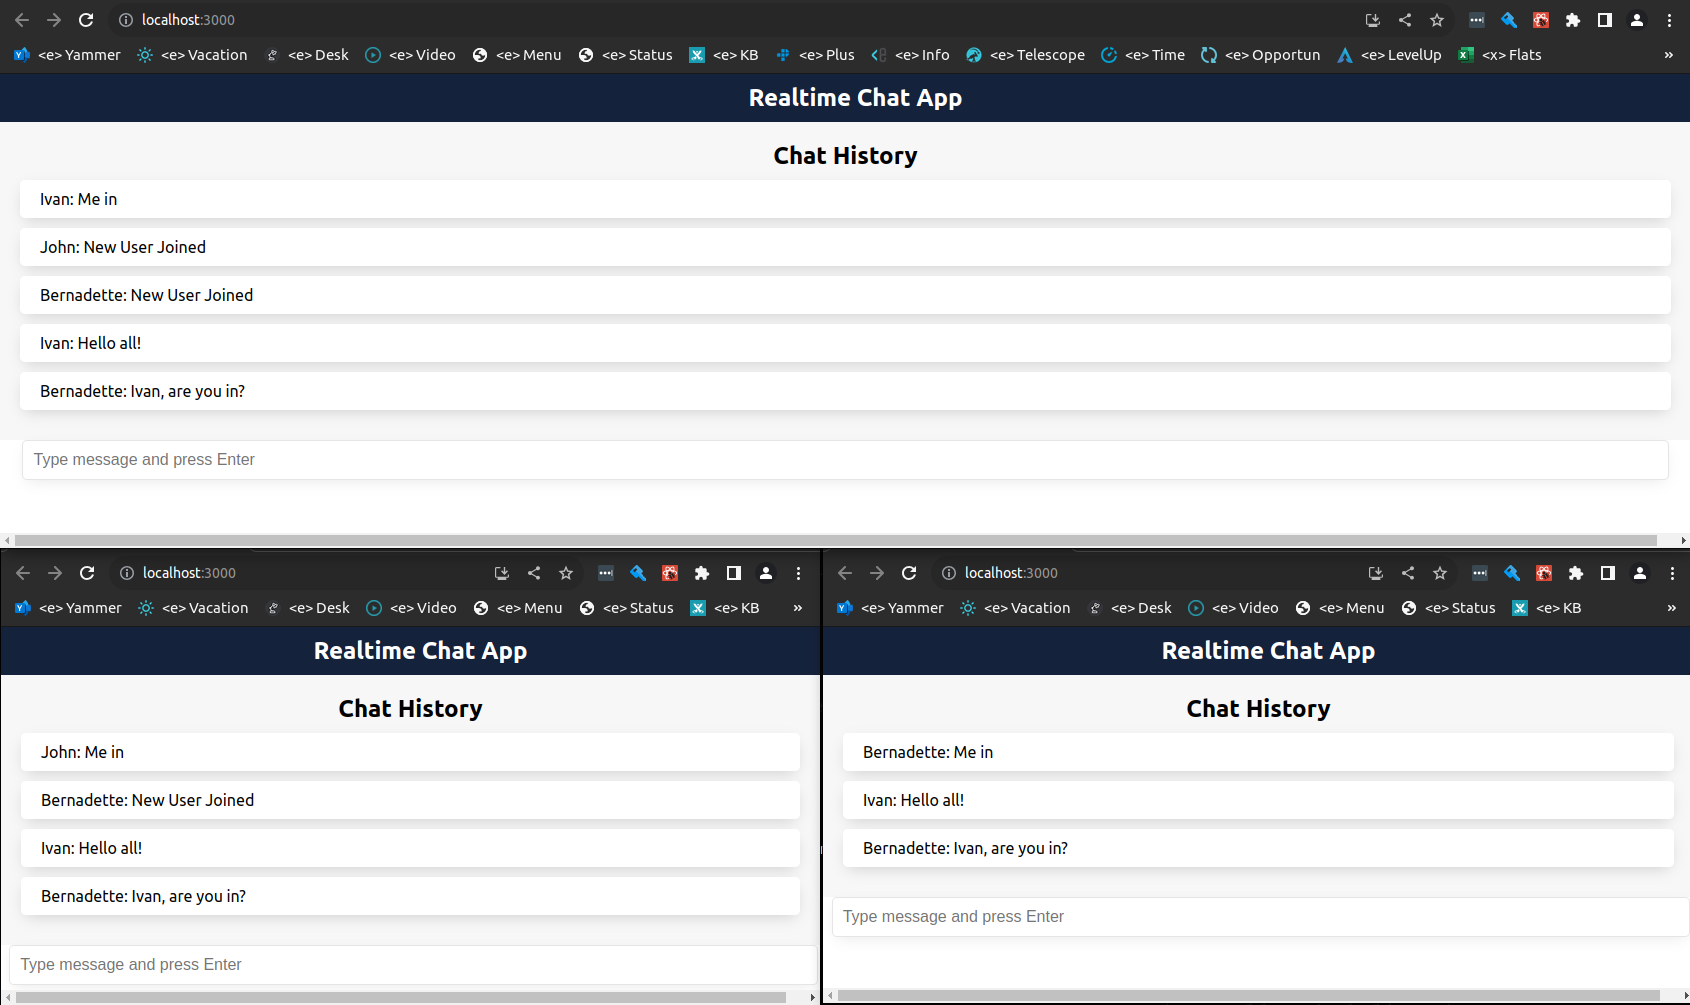 localhost:3000
<e> Yammer <e> Vacation <e> Desk <e> Video <e> Menu <e> Status <e> KB <e> Plus <e> Info <e> Telescope <e> Time <e> Opportun <e> LevelUp <x> Flats »
Realtime Chat App
Chat History
Ivan: Me in
John: New User Joined
Bernadette: New User Joined
Ivan: Hello all!
Bernadette: Ivan, are you in?
Type message and press Enter
localhost:3000
<e> Yammer <e> Vacation <e> Desk <e> Video <e> Menu <e> Status <e> KB »
Realtime Chat App
Chat History
John: Me in
Bernadette: New User Joined
Ivan: Hello all!
Bernadette: Ivan, are you in?
Type message and press Enter
localhost:3000
<e> Yammer <e> Vacation <e> Desk <e> Video <e> Menu <e> Status <e> KB »
Realtime Chat App
Chat History
Bernadette: Me in
Ivan: Hello all!
Bernadette: Ivan, are you in?
Type message and press Enter